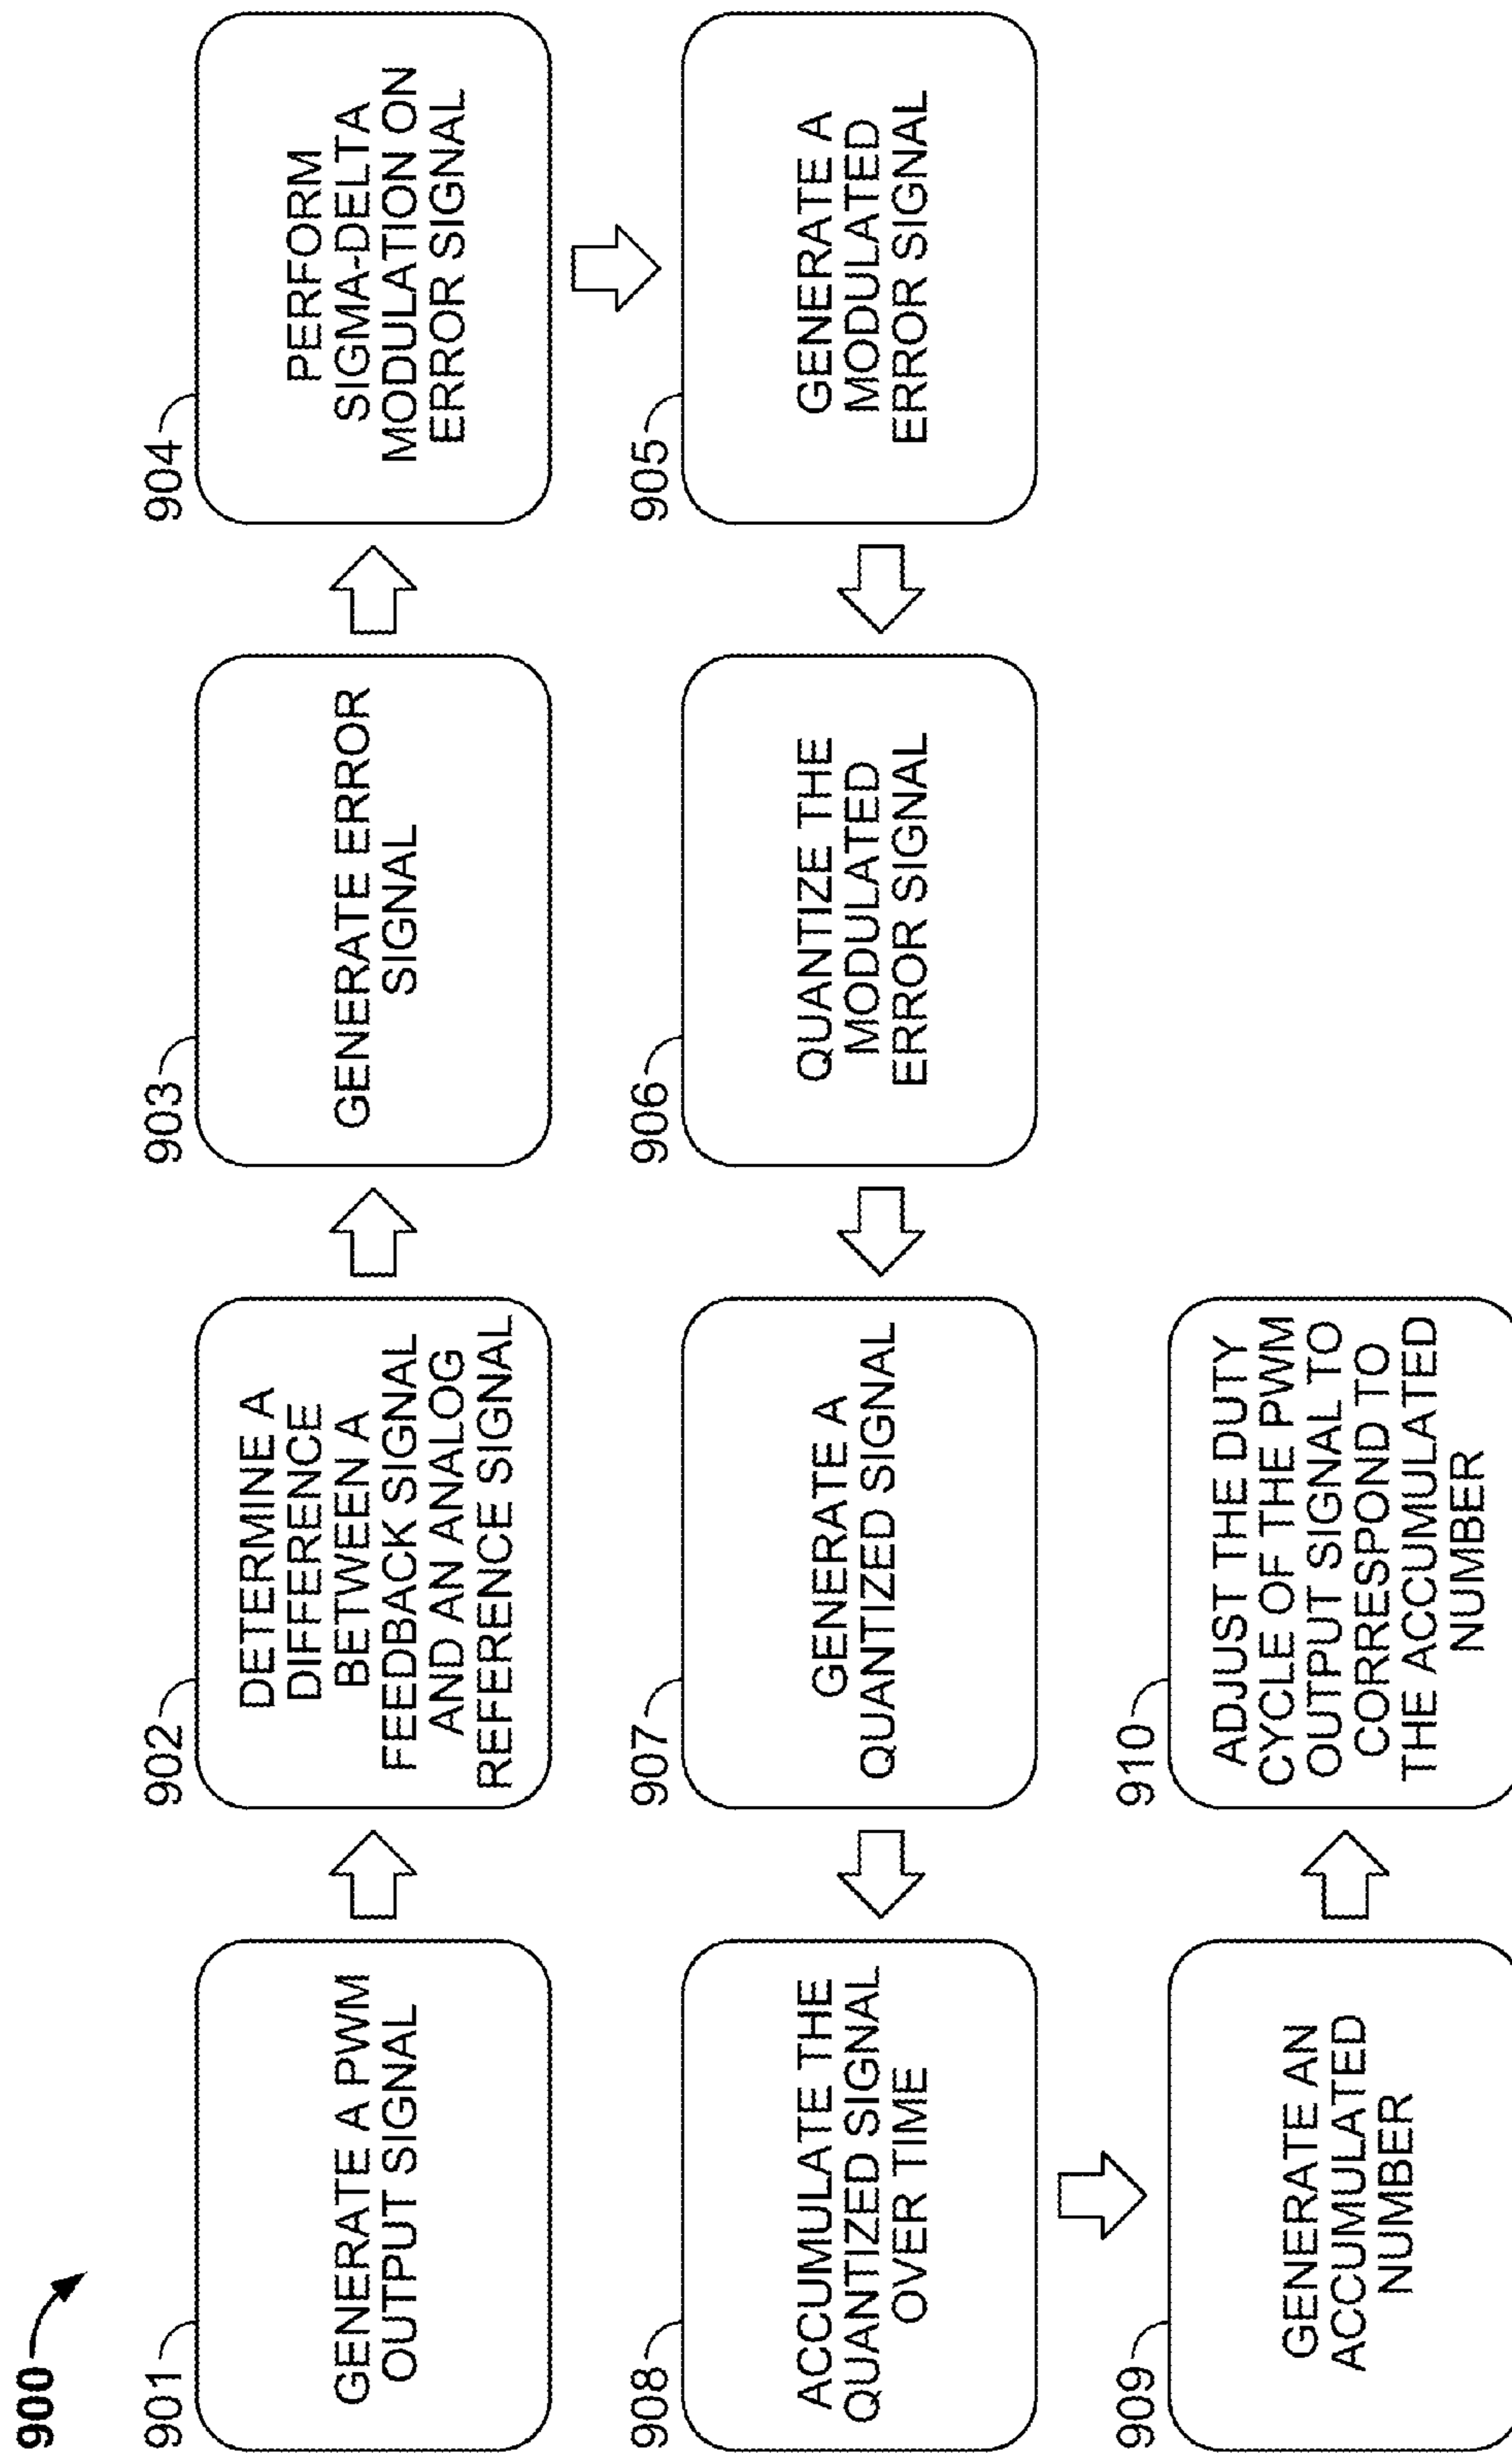 900
901
GENERATE A PWM
OUTPUT SIGNAL
902
DETERMINE A
DIFFERENCE
BETWEEN A
FEEDBACK SIGNAL
AND AN ANALOG
REFERENCE SIGNAL
903
GENERATE ERROR
SIGNAL
904
PERFORM
SIGMA-DELTA
MODULATION ON
ERROR SIGNAL
905
GENERATE A
MODULATED
ERROR SIGNAL
906
QUANTIZE THE
MODULATED
ERROR SIGNAL
907
GENERATE A
QUANTIZED SIGNAL
908
ACCUMULATE THE
QUANTIZED SIGNAL
OVER TIME
909
GENERATE AN
ACCUMULATED
NUMBER
910
ADJUST THE DUTY
CYCLE OF THE PWM
OUTPUT SIGNAL TO
CORRESPOND TO
THE ACCUMULATED
NUMBER